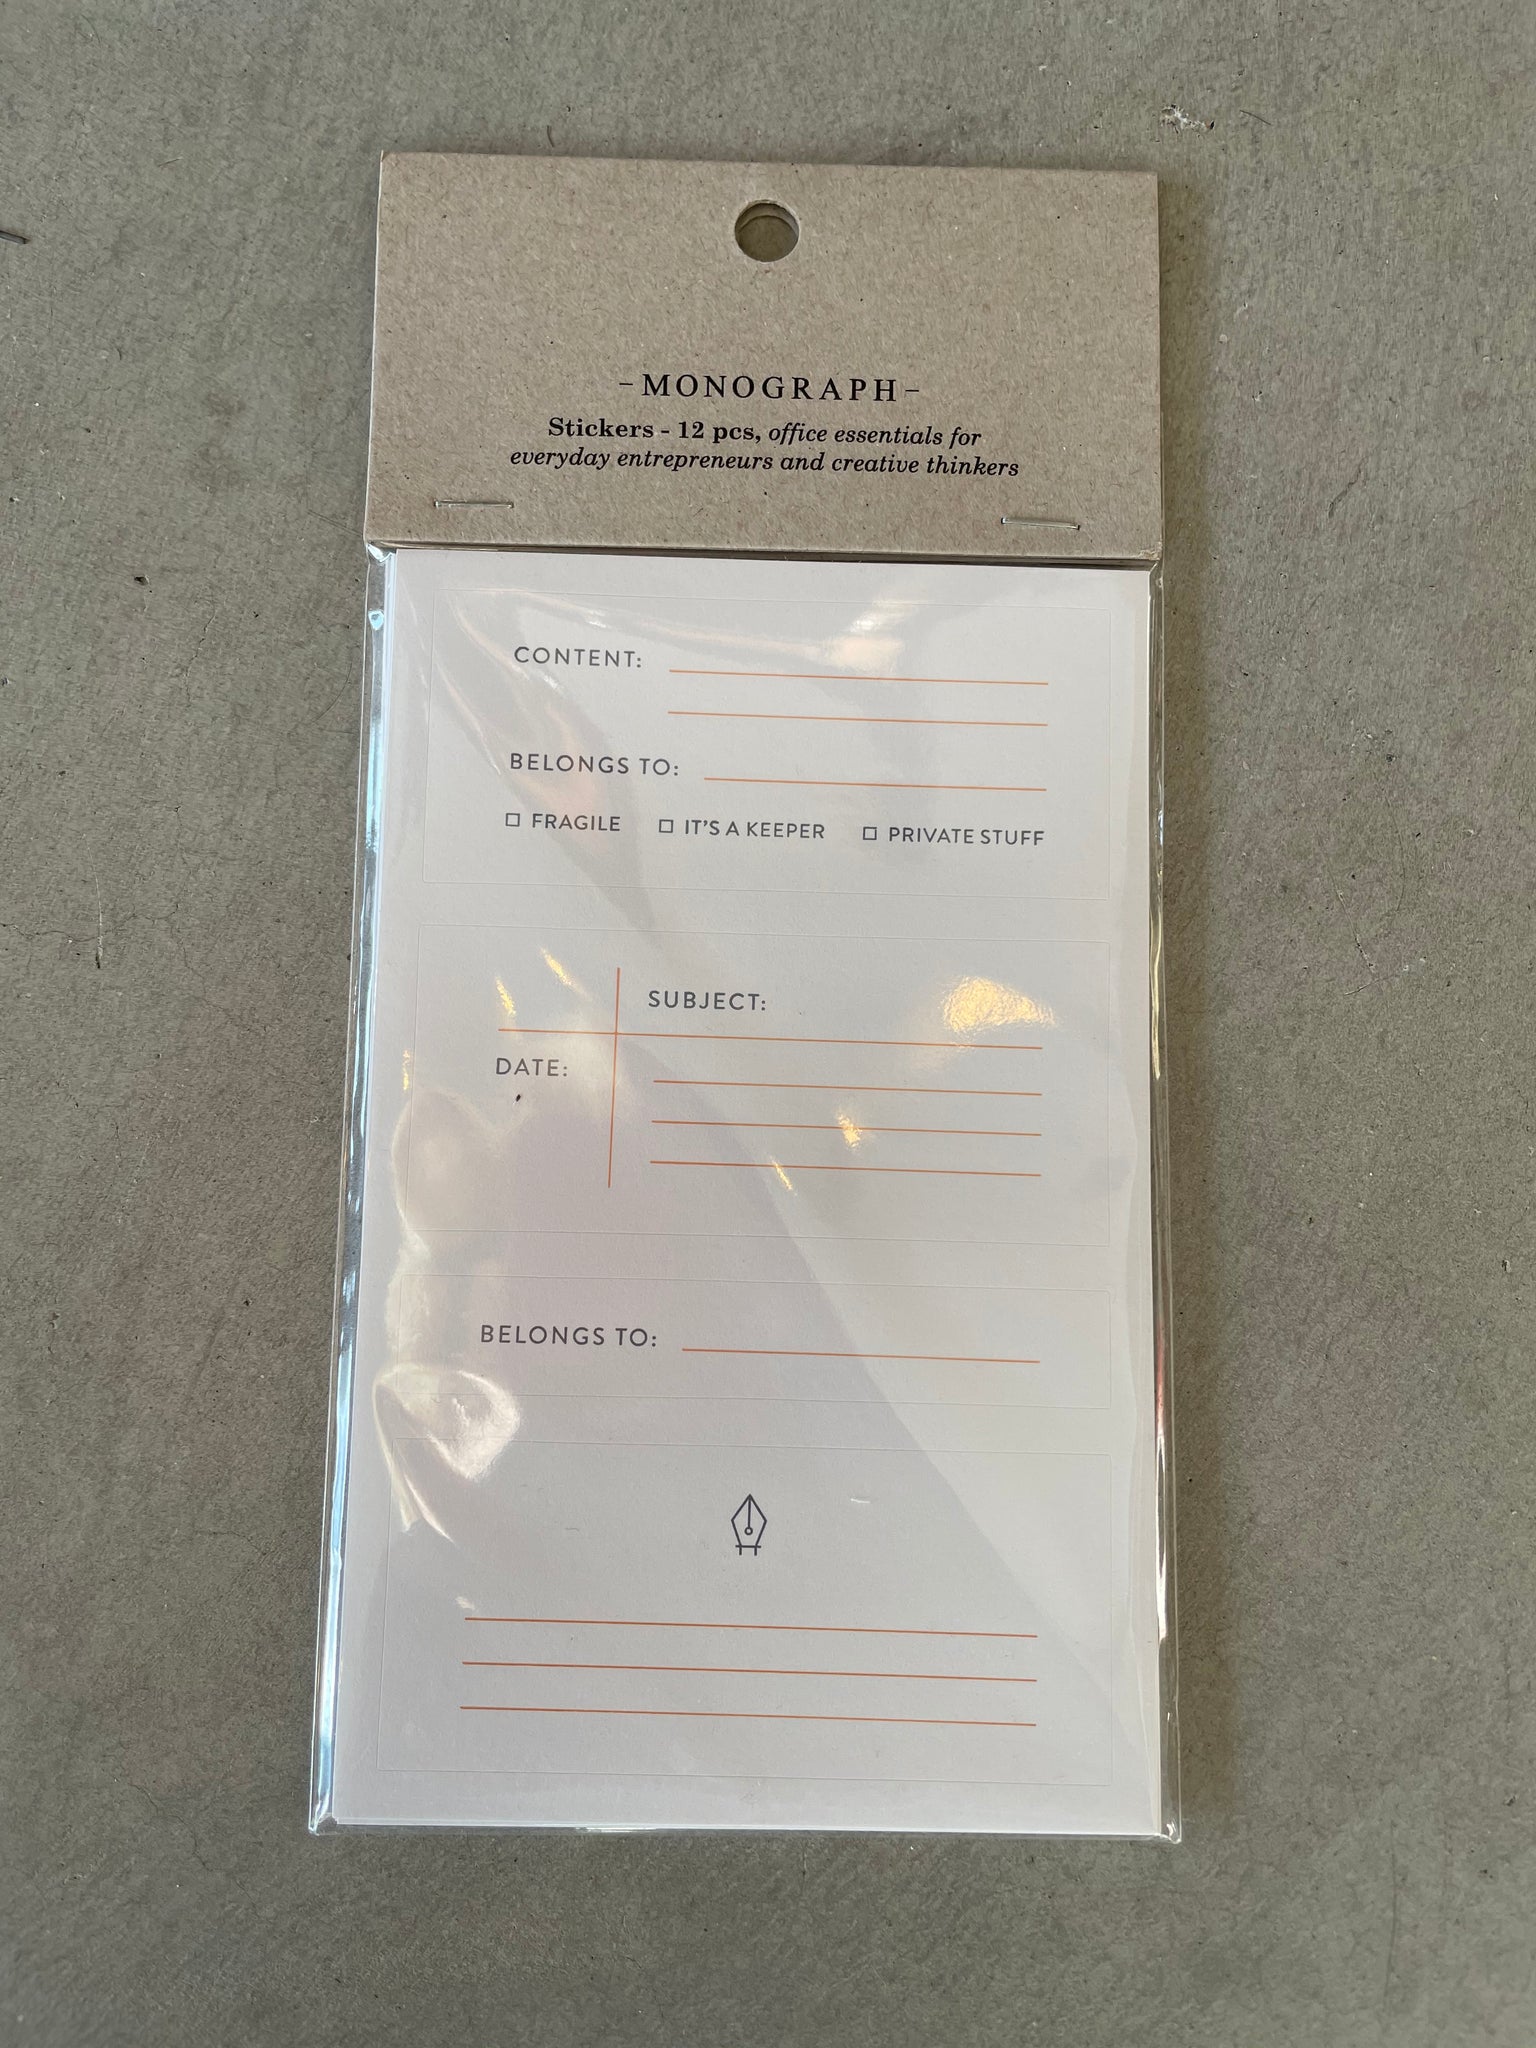 -MONOGRAPH-
Stickers - 12 pcs, office essentials for
everyday entrepreneurs and creative thinkers
CONTENT:
BELONGS TO:
FRAGILE IT'S A KEEPER PRIVATE STUFF
SUBJECT:
DATE:
BELONGS TO: